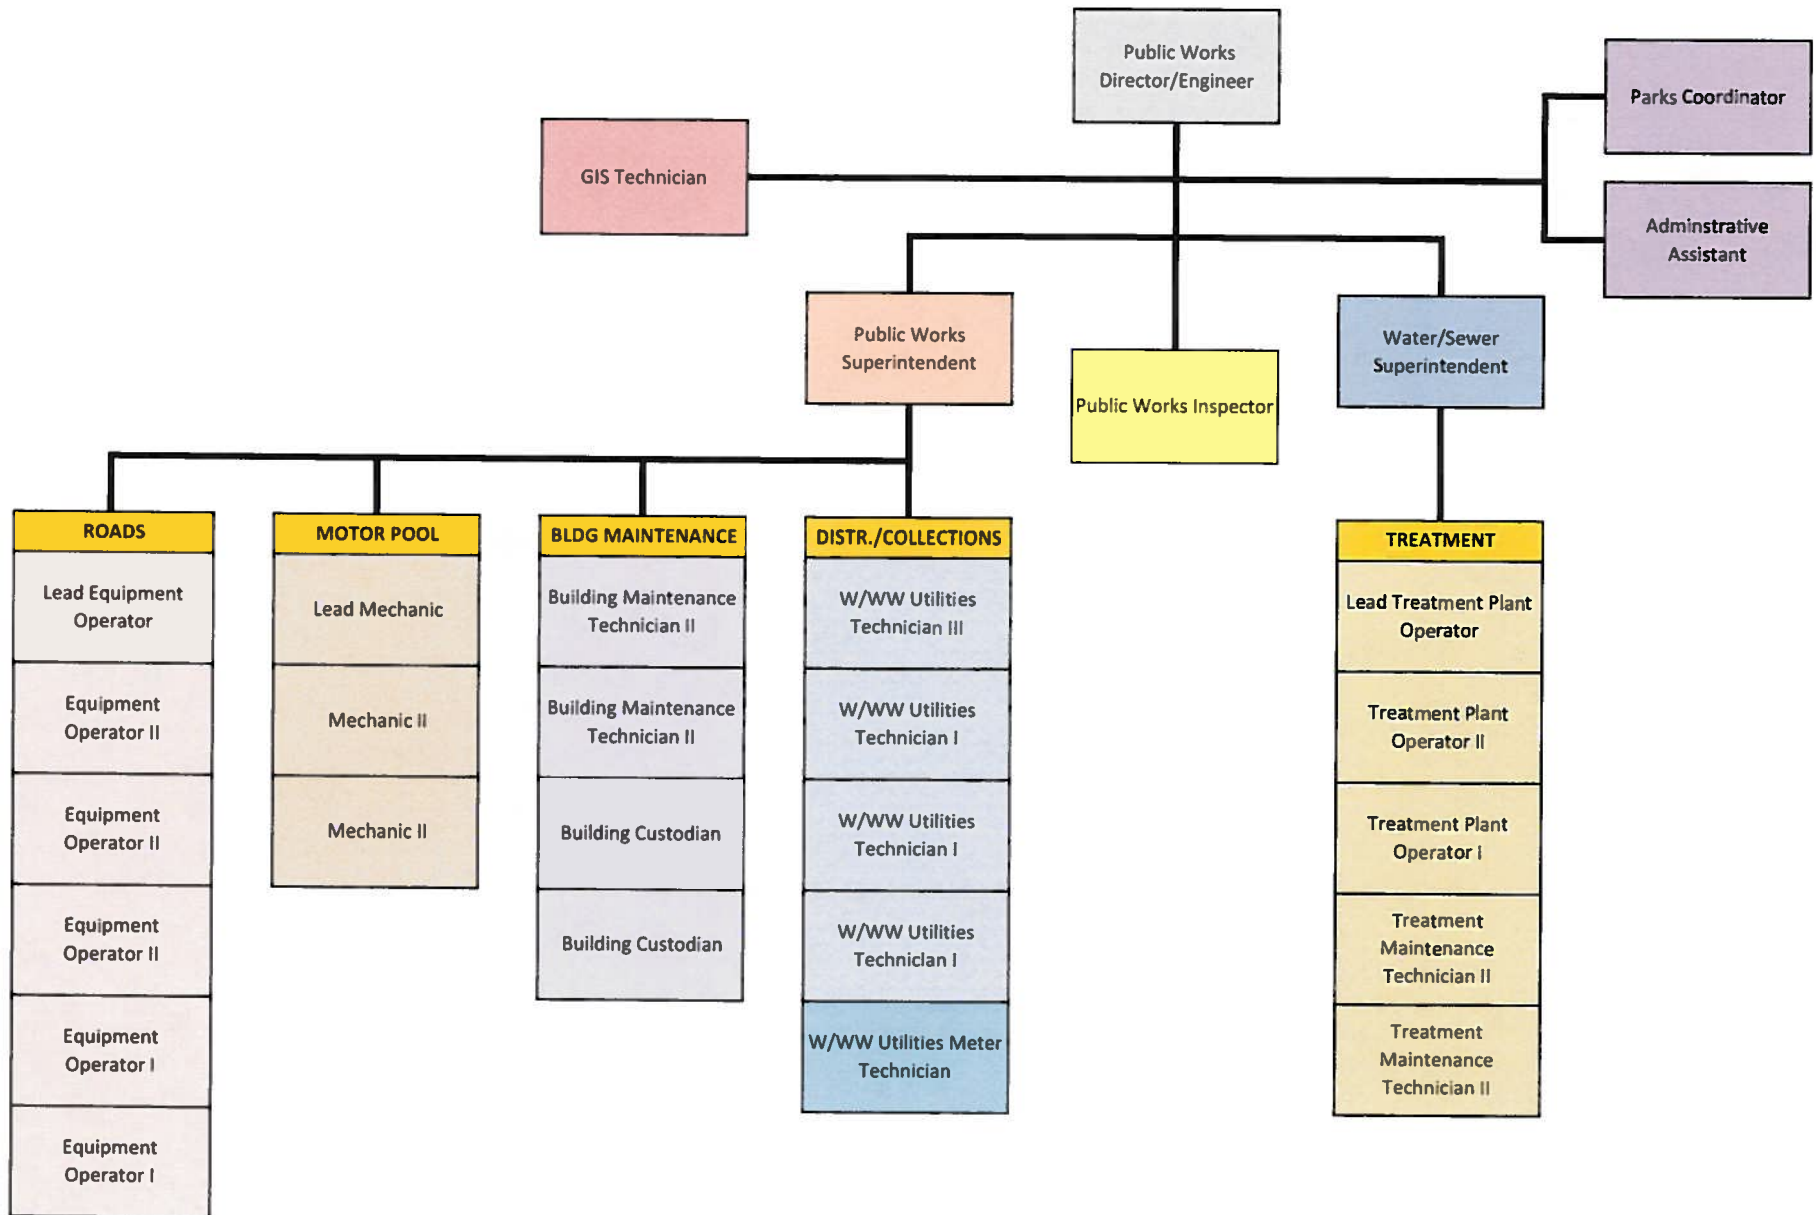 Public Works
Director/Engineer
Parks Coordinator
GIS Technician
Adminstrative
Assistant
Public Works
Superintendent
Public Works Inspector
Water/Sewer
Superintendent
ROADS
Lead Equipment
Operator
Equipment
Operator II
Equipment
Operator II
Equipment
Operator II
Equipment
Operator I
Equipment
Operator I
MOTOR POOL
Lead Mechanic
Mechanic II
Mechanic II
BLDG MAINTENANCE
Building Maintenance
Technician II
Building Maintenance
Technician II
Building Custodian
Building Custodian
DISTR./COLLECTIONS
W/WW Utilities
Technician III
W/WW Utilities
Technician I
W/WW Utilities
Technician I
W/WW Utilities
Technician I
W/WW Utilities Meter
Technician
TREATMENT
Lead Treatment Plant
Operator
Treatment Plant
Operator II
Treatment Plant
Operator I
Treatment
Maintenance
Technician II
Treatment
Maintenance
Technician II